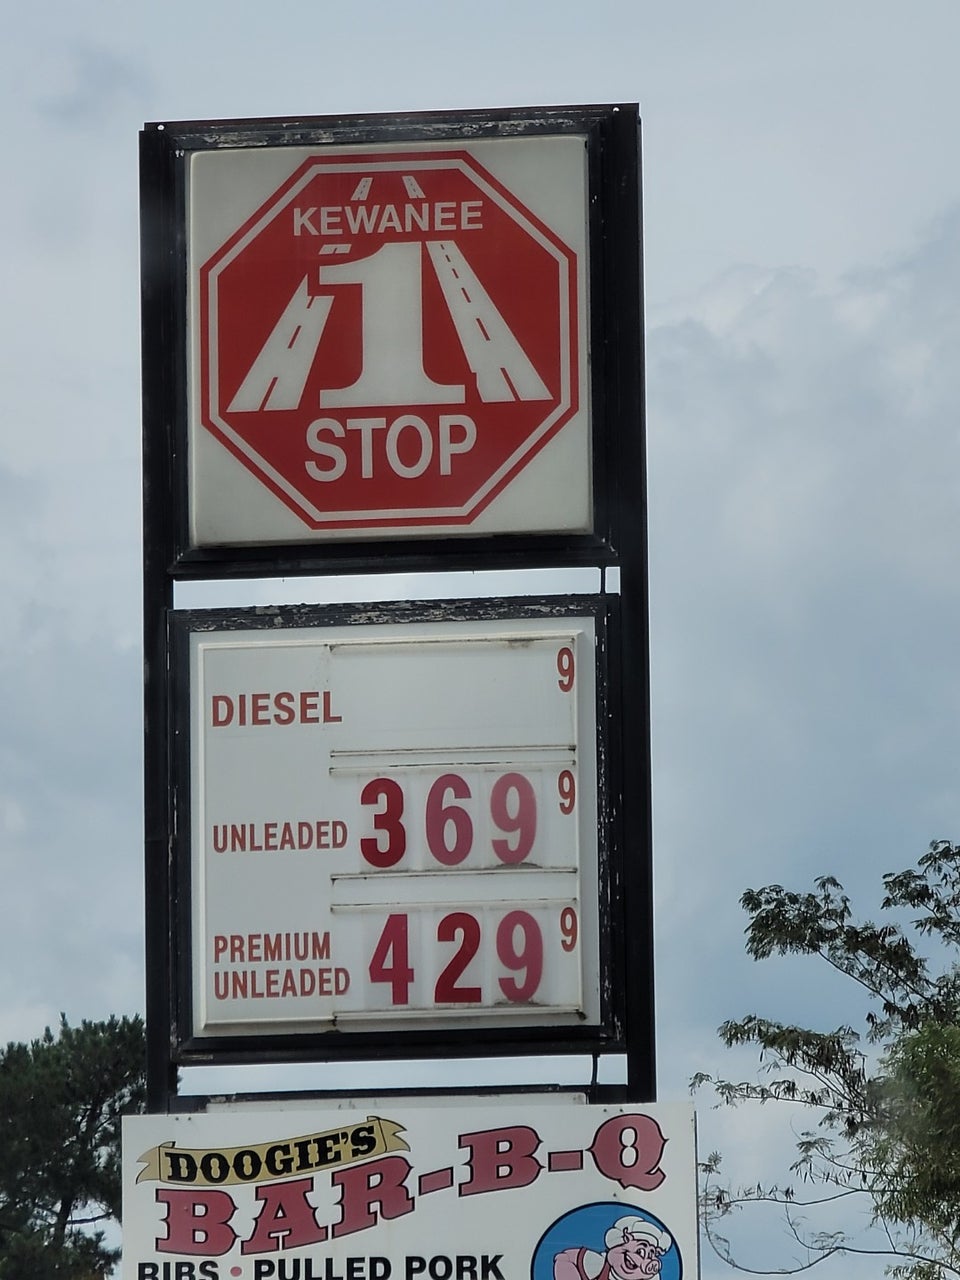 KEWANEE
1
STOP
DIESEL 9
UNLEADED 369 9
PREMIUM
UNLEADED 429 9
DOOGIE'S
BAR-B-Q
RIBS • PULLED PORK